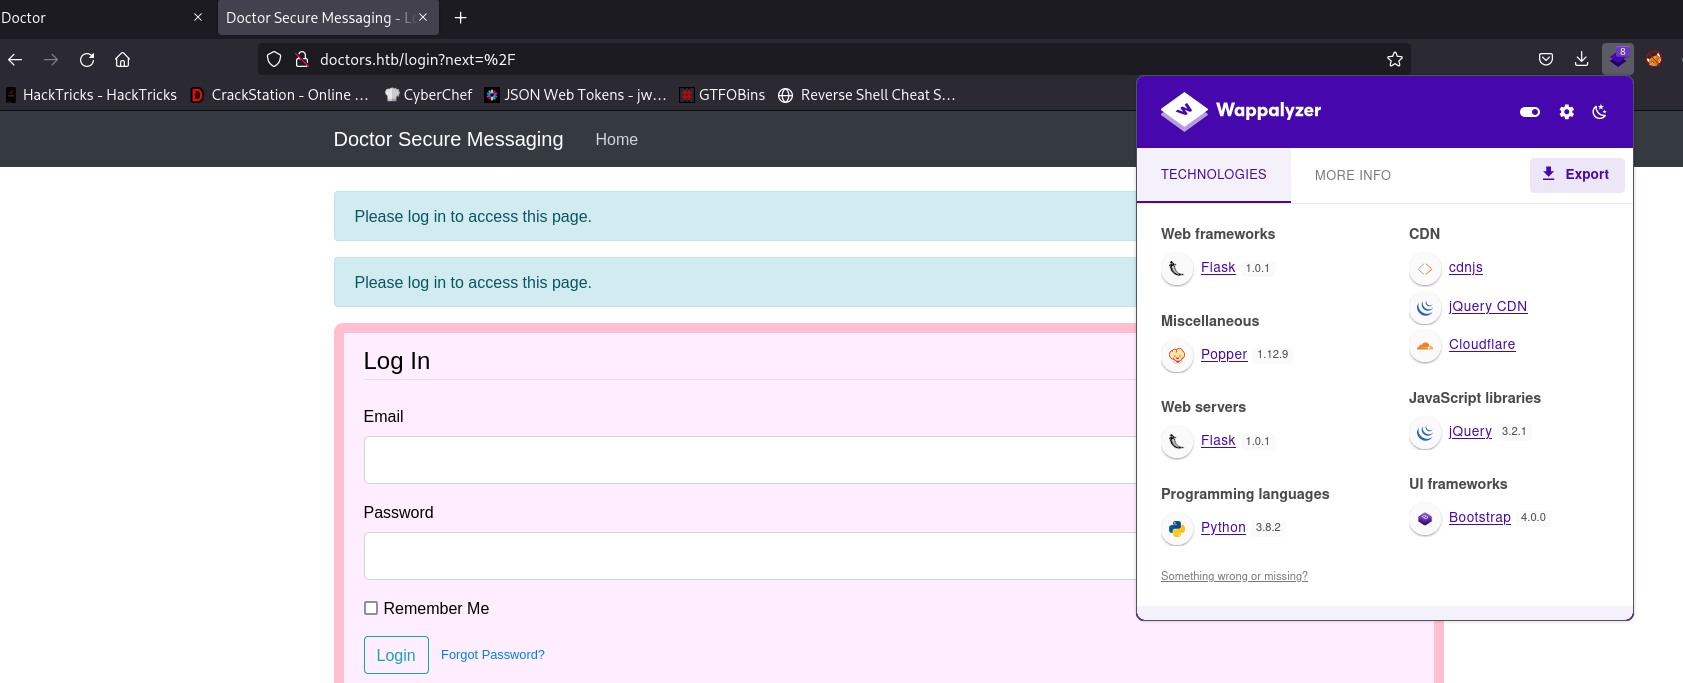 Doctor
Doctor Secure Messaging - Lo
doctors.htb/login?next=%2F
8
HackTricks - HackTricks
CrackStation - Online ...
CyberChef
JSON Web Tokens - jw...
GTFOBins
Reverse Shell Cheat S...
Doctor Secure Messaging
Home
Please log in to access this page.
Please log in to access this page.
Log In
Email
Password
Remember Me
Login
Forgot Password?
Wappalyzer
TECHNOLOGIES
MORE INFO
Export
Web frameworks
Flask 1.0.1
Miscellaneous
Popper 1.12.9
Web servers
Flask 1.0.1
Programming languages
Python 3.8.2
CDN
cdnjs
jQuery CDN
Cloudflare
JavaScript libraries
jQuery 3.2.1
UI frameworks
Bootstrap 4.0.0
Something wrong or missing?